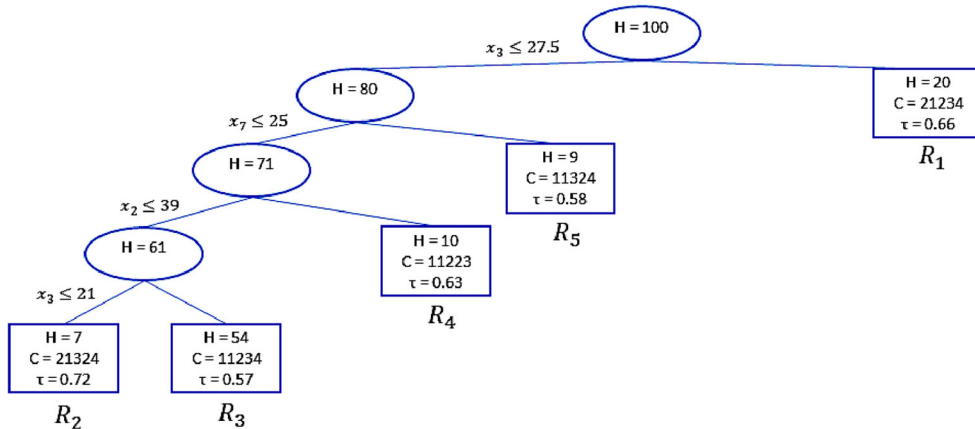 H = 100
x₃ ≤ 27.5
H = 80
H = 20
C = 21234
τ = 0.66
R₁
x₇ ≤ 25
H = 71
H = 9
C = 11324
τ = 0.58
R₅
x₂ ≤ 39
H = 61
H = 10
C = 11223
τ = 0.63
R₄
x₃ ≤ 21
H = 7
C = 21324
τ = 0.72
R₂
H = 54
C = 11234
τ = 0.57
R₃